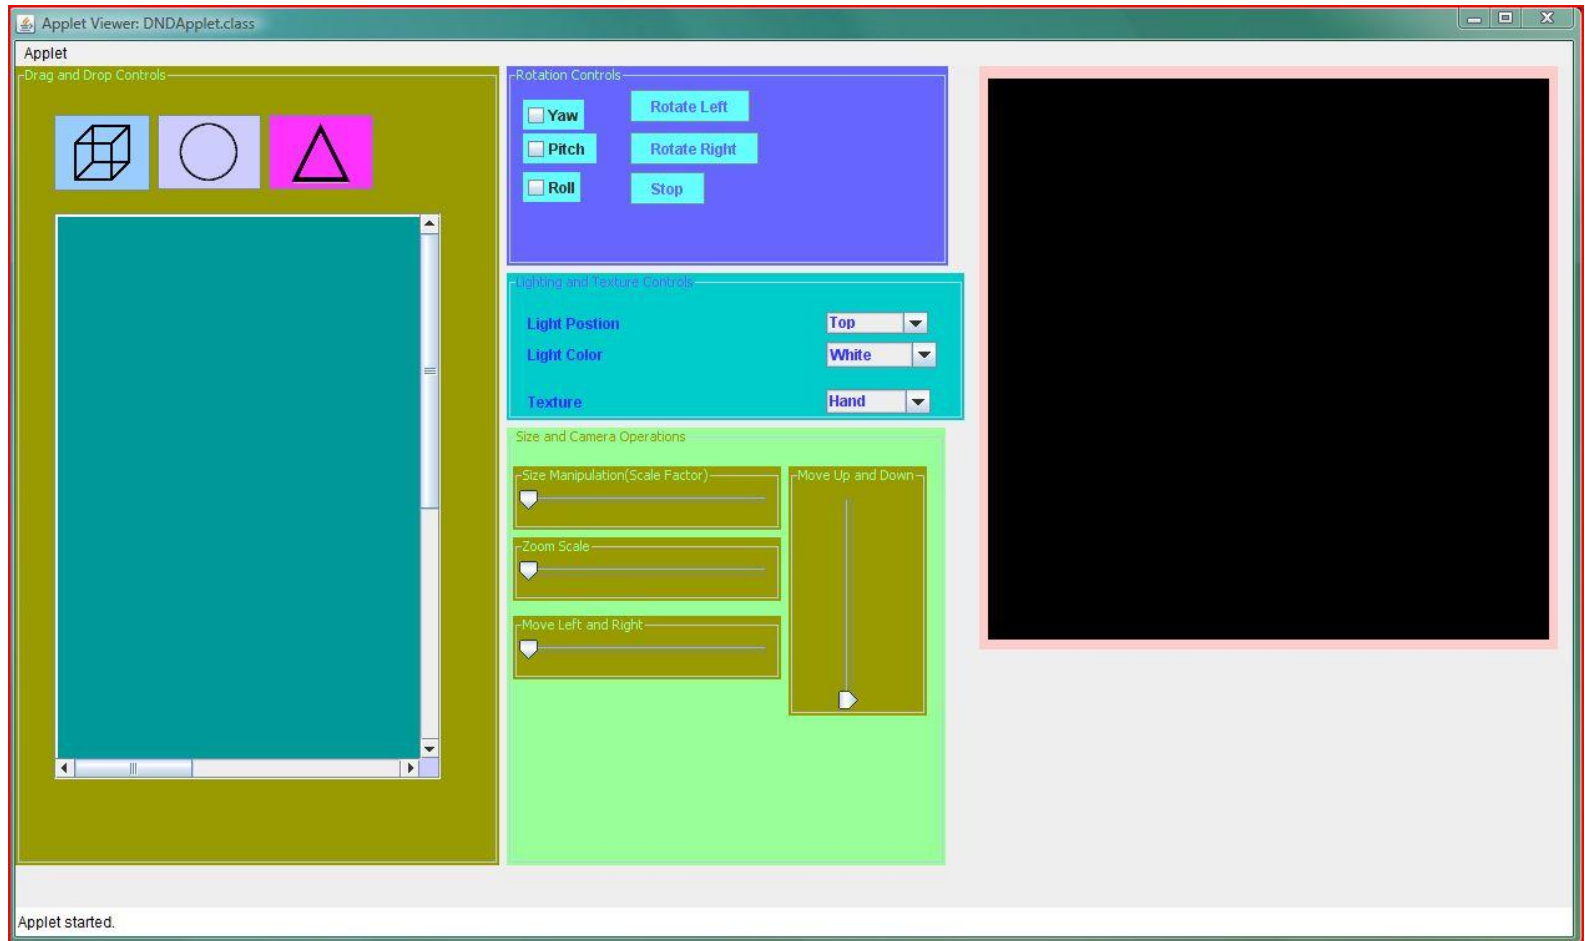 Applet Viewer: DNDApplet.class
Applet
Drag and Drop Controls
Rotation Controls
Yaw
Rotate Left
Pitch
Rotate Right
Roll
Stop
Lighting and Texture Controls
Light Postion
Top
Light Color
White
Texture
Hand
Size and Camera Operations
Size Manipulation(Scale Factor)
Move Up and Down
Zoom Scale
Move Left and Right
Applet started.